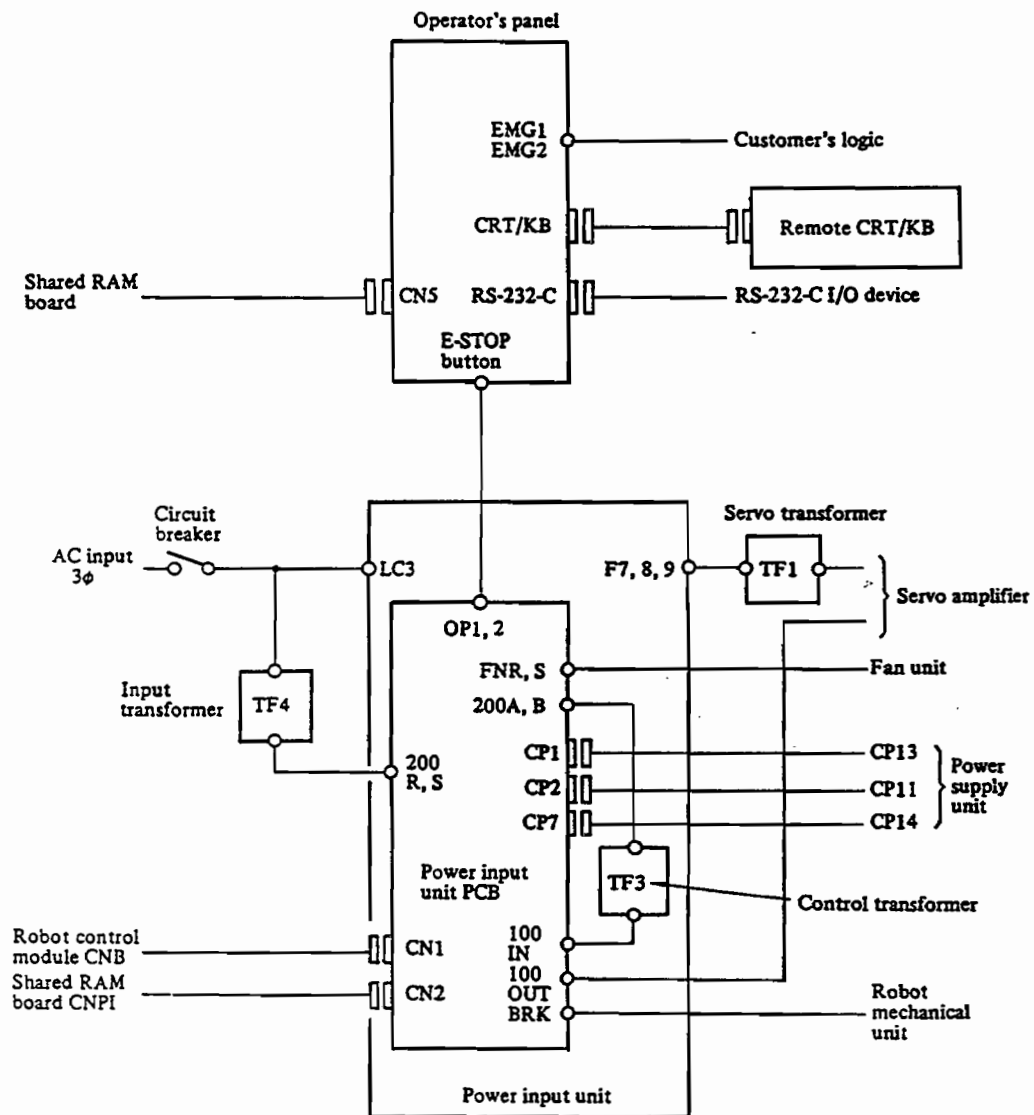 Operator's panel
EMG1
EMG2
Customer's logic
CRT/KB
Remote CRT/KB
Shared RAM
board
CN5
RS-232-C
RS-232-C I/O device
E-STOP
button
Circuit
breaker
Servo transformer
AC input
3ϕ
LC3
F7, 8, 9
TF1
Servo amplifier
OP1, 2
FNR, S
Fan unit
Input
transformer
TF4
200A, B
200
R, S
CP1
CP13
CP2
CP11
Power
supply
unit
CP7
CP14
Power input
unit PCB
TF3
Control transformer
Robot control
module CNB
CN1
100
IN
Shared RAM
board CNPI
CN2
100
OUT
BRK
Robot
mechanical
unit
Power input unit